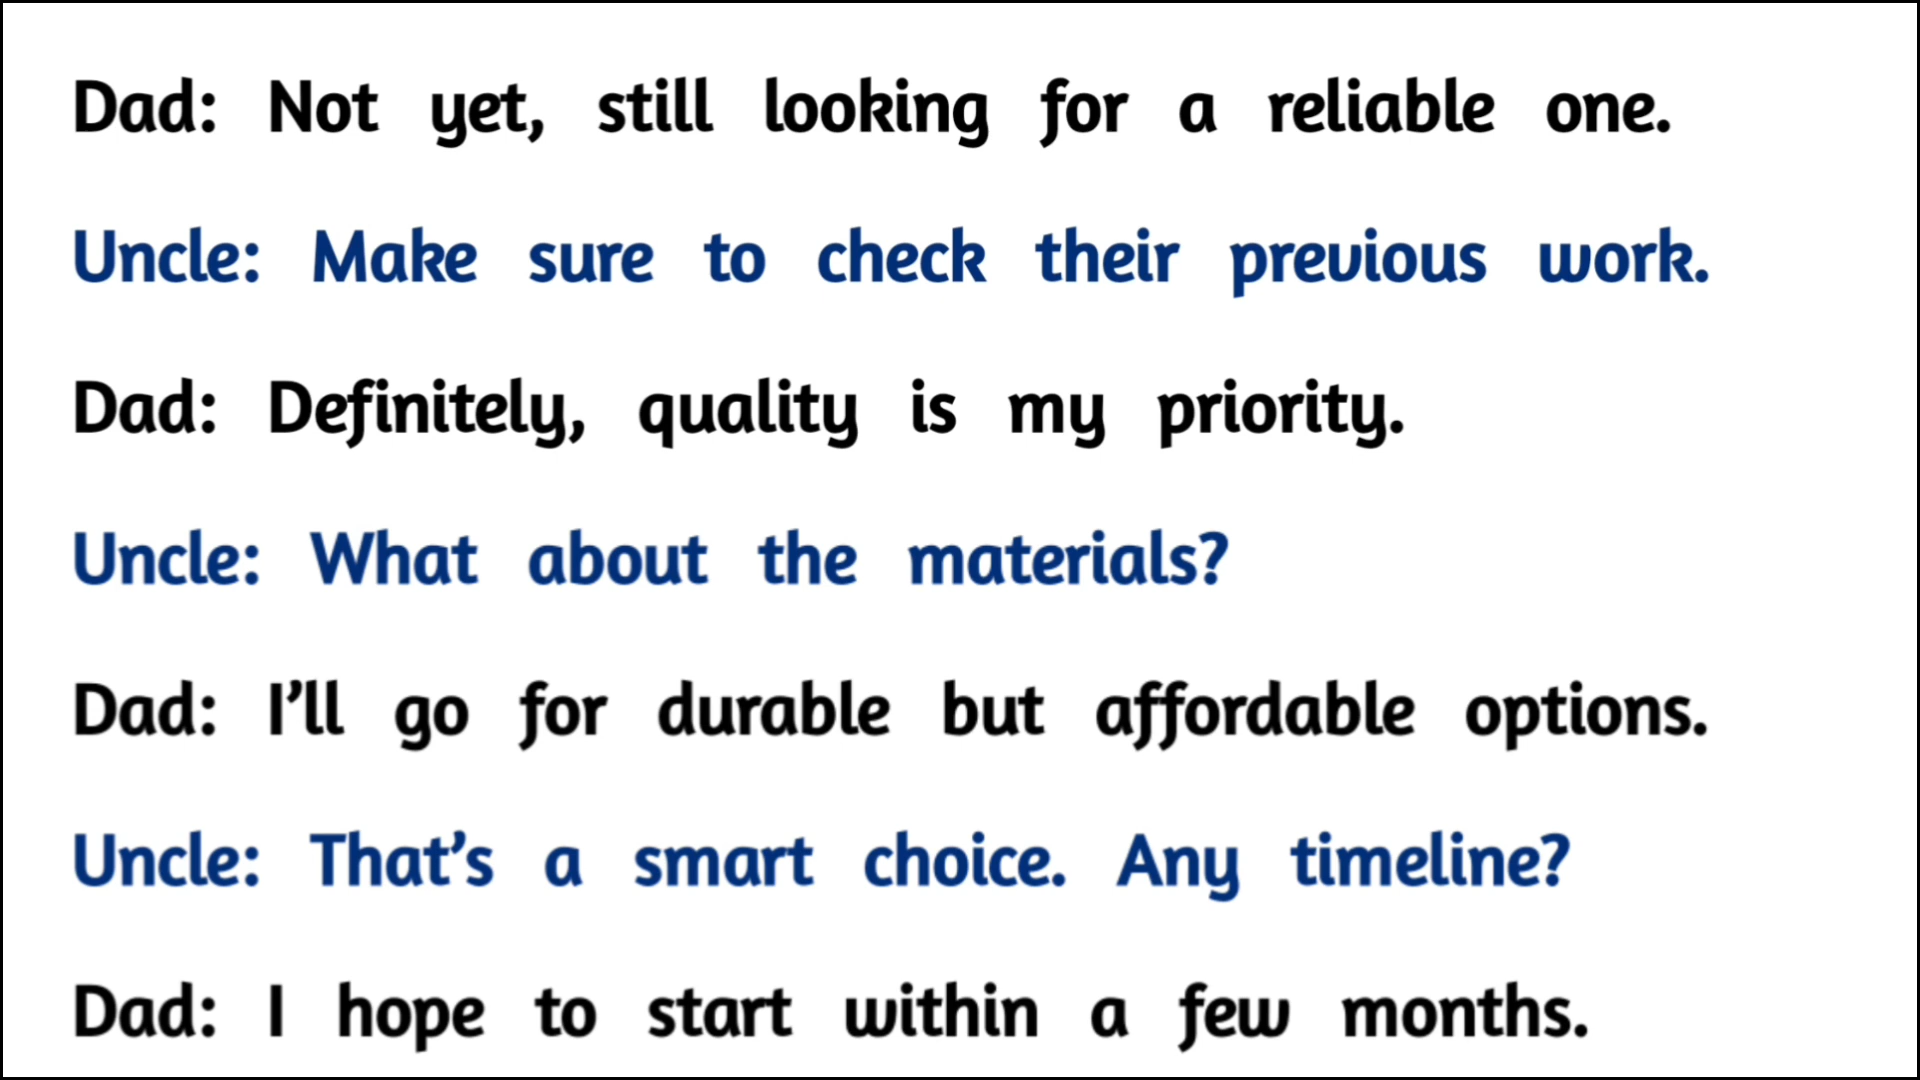 Dad: Not yet, still looking for a reliable one.
Uncle: Make sure to check their previous work.
Dad: Definitely, quality is my priority.
Uncle: What about the materials?
Dad: I’ll go for durable but affordable options.
Uncle: That’s a smart choice. Any timeline?
Dad: I hope to start within a few months.